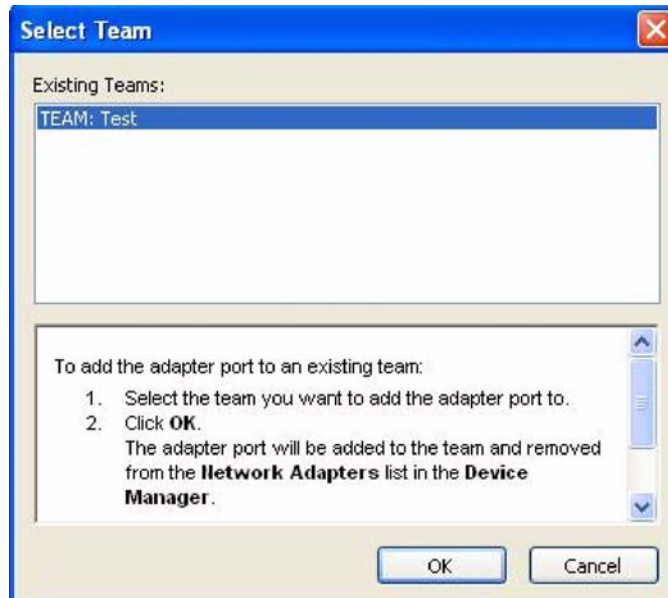 Select Team
Existing Teams:
TEAM: Test
To add the adapter port to an existing team:
1. Select the team you want to add the adapter port to.
2. Click OK.
The adapter port will be added to the team and removed
from the Network Adapters list in the Device
Manager.
OK Cancel